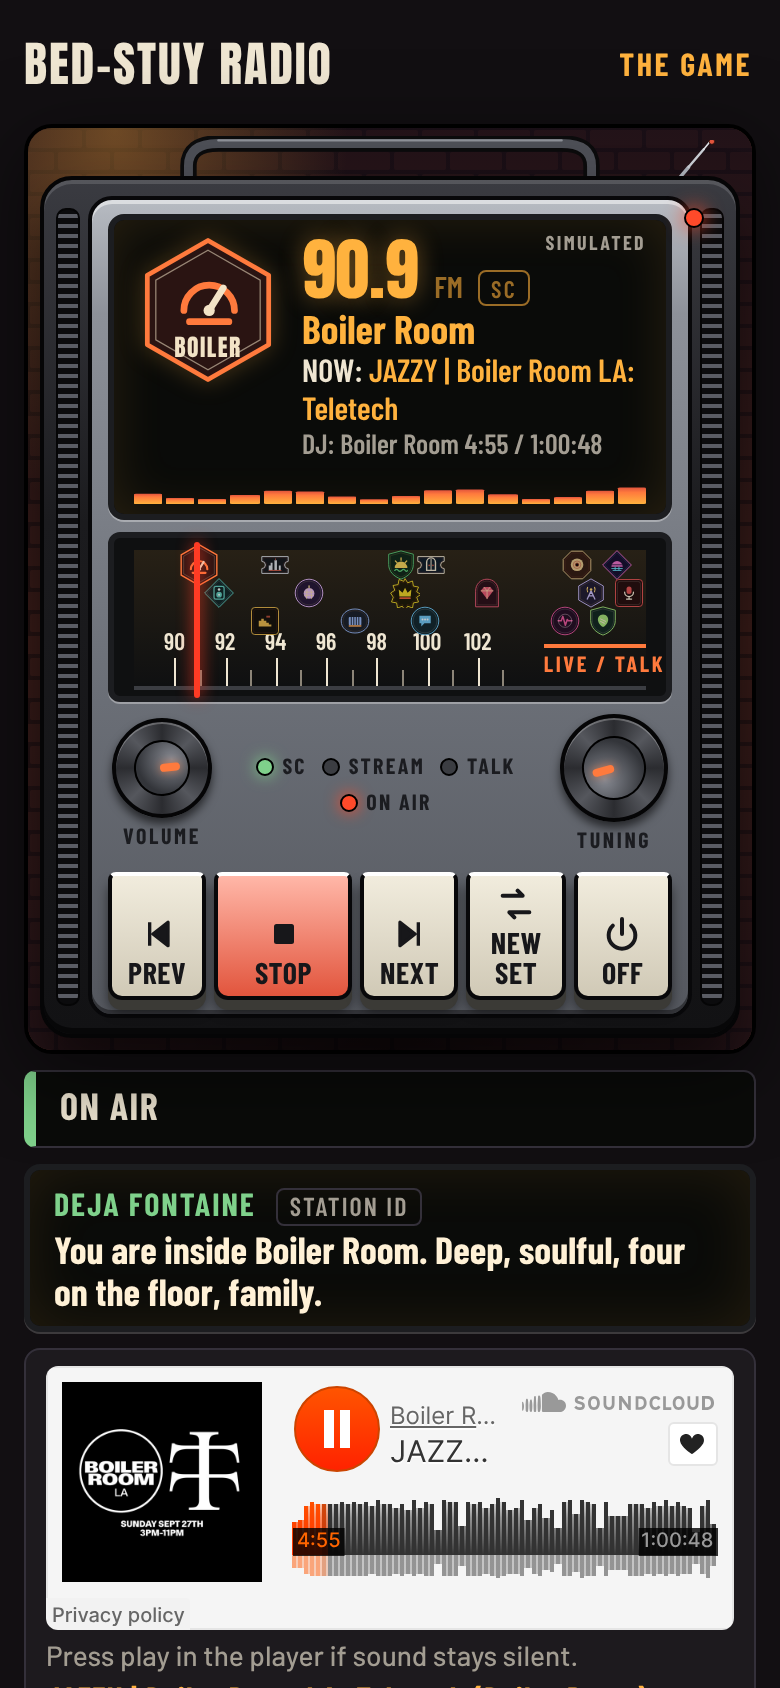 BED-STUY RADIO
THE GAME
SIMULATED
90.9 FM SC
BOILER
Boiler Room
NOW: JAZZY | Boiler Room LA:
Teletech
DJ: Boiler Room 4:55 / 1:00:48
90 92 94 96 98 100 102
LIVE / TALK
SC STREAM TALK
ON AIR
VOLUME
TUNING
PREV
STOP
NEXT
NEW
SET
OFF
ON AIR
DEJA FONTAINE STATION ID
You are inside Boiler Room. Deep, soulful, four
on the floor, family.
BOILER
ROOM
LA
SUNDAY SEPT 27TH
3PM-11PM
Boiler R...
JAZZ...
SOUNDCLOUD
4:55
1:00:48
Privacy policy
Press play in the player if sound stays silent.